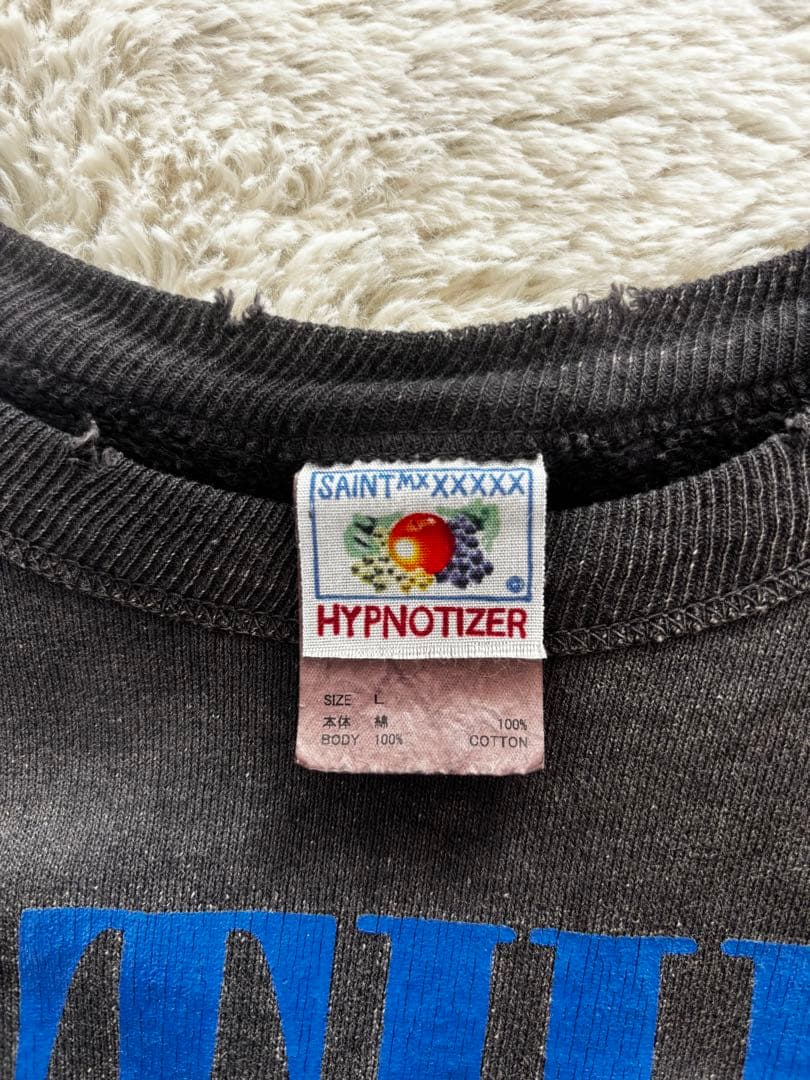 SAINT MX XXXXX
HYPNOTIZER
SIZE L
本体 綿 100%
BODY 100% COTTON